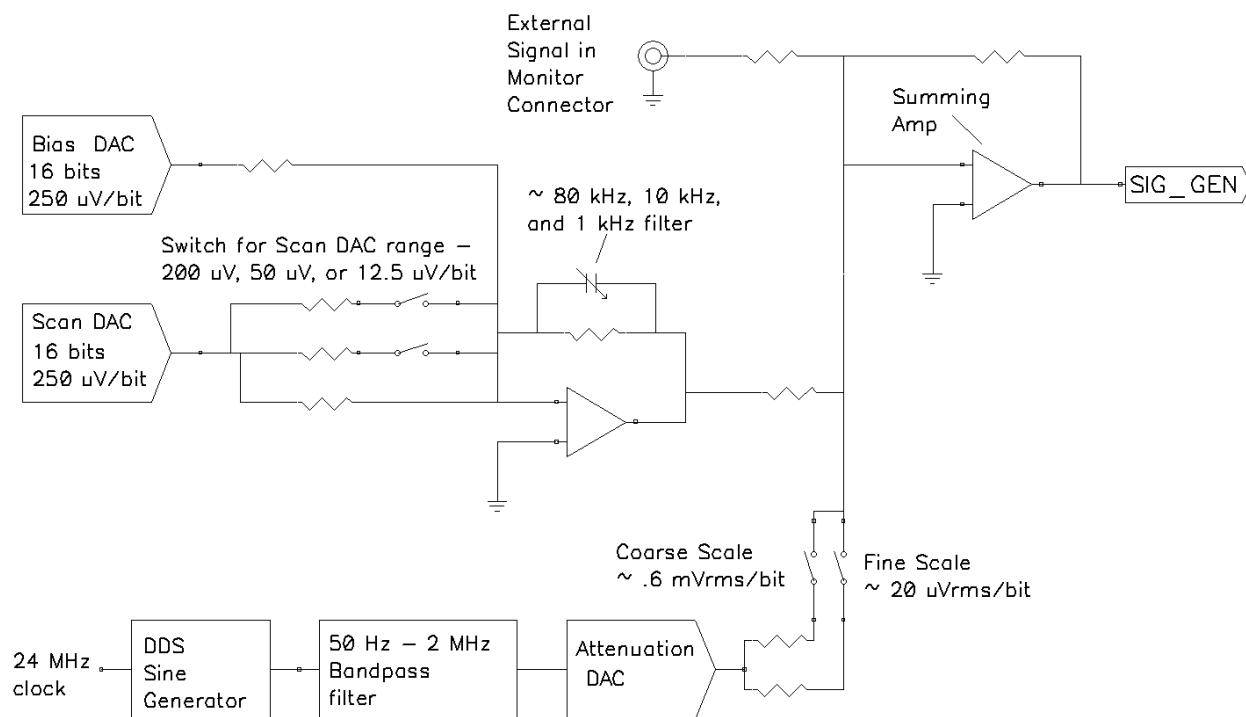 External
Signal in
Monitor
Connector
Summing
Amp
SIG_GEN
Bias DAC
16 bits
250 uV/bit
~ 80 kHz, 10 kHz,
and 1 kHz filter
Switch for Scan DAC range –
200 uV, 50 uV, or 12.5 uV/bit
Scan DAC
16 bits
250 uV/bit
Coarse Scale
~ .6 mVrms/bit
Fine Scale
~ 20 uVrms/bit
24 MHz
clock
DDS
Sine
Generator
50 Hz – 2 MHz
Bandpass
filter
Attenuation
DAC